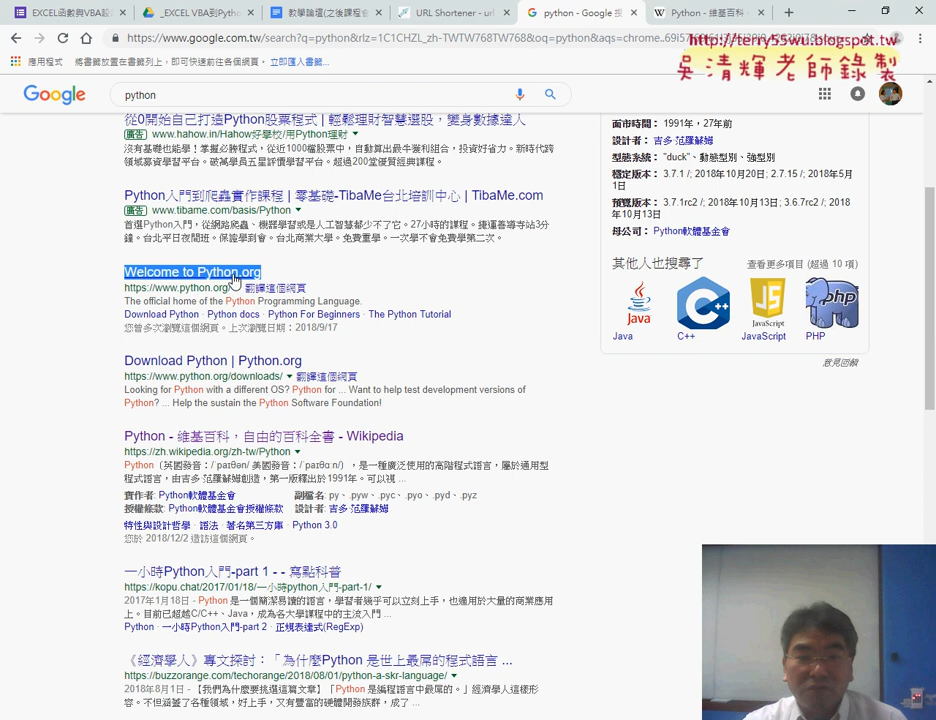 EXCEL函數與VBA設
_EXCEL VBA到Pytho
教學論壇(之後課程
URL Shortener - url
python - Google 搜
Python - 維基百科
https://www.google.com.tw/search?q=python&rlz=1C1CHZL_zh-TWTW768TW768&oq=python&aqs=chrome..69i57
http://terry55wu.blogspot.tw
吳清輝老師錄製
應用程式
將書籤放置在書籤列上，即可快速前往各個網頁。
立即匯入書籤...
Google
python
從0開始自己打造Python股票程式 | 輕鬆理財智慧選股，變身數據達人
廣告 www.hahow.in/Hahow好學校/用Python理財
沒有基礎也能學！掌握必勝程式，從近1000檔股票中，自動算出最牛獲利組合，投資好省力。新時代跨
領域募資學習平台。破萬學員五星評價學習平台。超過200堂優質經典課程。
Python入門到爬蟲實作課程 | 零基礎-TibaMe台北培訓中心 | TibaMe.com
廣告 www.tibame.com/basis/Python
首選Python入門，從網路爬蟲、機器學習或是人工智慧都少不了它。27小時的課程。捷運善導寺站3分
鐘。台北平日夜間班。保證學到會。台北商業大學。免費重學。一次學不會免費學第二次。
Welcome to Python.org
https://www.python.org/ 翻譯這個網頁
The official home of the Python Programming Language.
Download Python · Python docs · Python For Beginners · The Python Tutorial
您曾多次瀏覽這個網頁。上次瀏覽日期：2018/9/17
Download Python | Python.org
https://www.python.org/downloads/ 翻譯這個網頁
Looking for Python with a different OS? Python for ... Want to help test development versions of
Python? ... Help the sustain the Python Software Foundation!
Python - 維基百科，自由的百科全書 - Wikipedia
https://zh.wikipedia.org/zh-tw/Python
Python（英國發音：/ˈpaɪθən/ 美國發音：/ˈpaɪθɑːn/），是一種廣泛使用的高階程式語言，屬於通用型
程式語言，由吉多·范羅蘇姆創造，第一版釋出於1991年。可以視 ...
實作者: Python軟體基金會
副檔名: py、.pyw、.pyc、.pyo、.pyd、.pyz
授權條款: Python軟體基金會授權條款
設計者: 吉多·范羅蘇姆
特性與設計哲學 · 語法 · 著名第三方庫 · Python 3.0
您於 2018/12/2 造訪這個網頁。
一小時Python入門-part 1 - - 寫點科普
https://kopu.chat/2017/01/18/一小時python入門-part-1/
2017年1月18日 - Python 是一個簡潔易讀的語言，學習者幾乎可以立刻上手，也適用於大量的商業應用
上。目前已超越C/C++、Java，成為各大學課程中的主流入門 ...
Python · 一小時Python入門-part 2 · 正規表達式(RegExp)
《經濟學人》專文探討：「為什麼Python 是世上最屌的程式語言 ...
https://buzzorange.com/techorange/2018/08/01/python-a-skr-language/
2018年8月1日 - 【我們為什麼要挑選這篇文章】「Python 是編程語言中最屌的。」經濟學人這樣形
容。不但涵蓋了各種領域，好上手，又有豐富的硬體開發族群，成了 ...
面市時間： 1991年，27年前
設計者： 吉多·范羅蘇姆
型態系統： "duck"、動態型別、強型別
穩定版本： 3.7.1 /; 2018年10月20日; 2.7.15 /; 2018年5月
1日
預覽版本： 3.7.1rc2 /; 2018年10月13日; 3.6.7rc2 /; 2018
年10月13日
母公司： Python軟體基金會
其他人也搜尋了
查看更多項目 (超過 10 項)
Java
JS
php
Java
C++
JavaScript
PHP
意見回饋